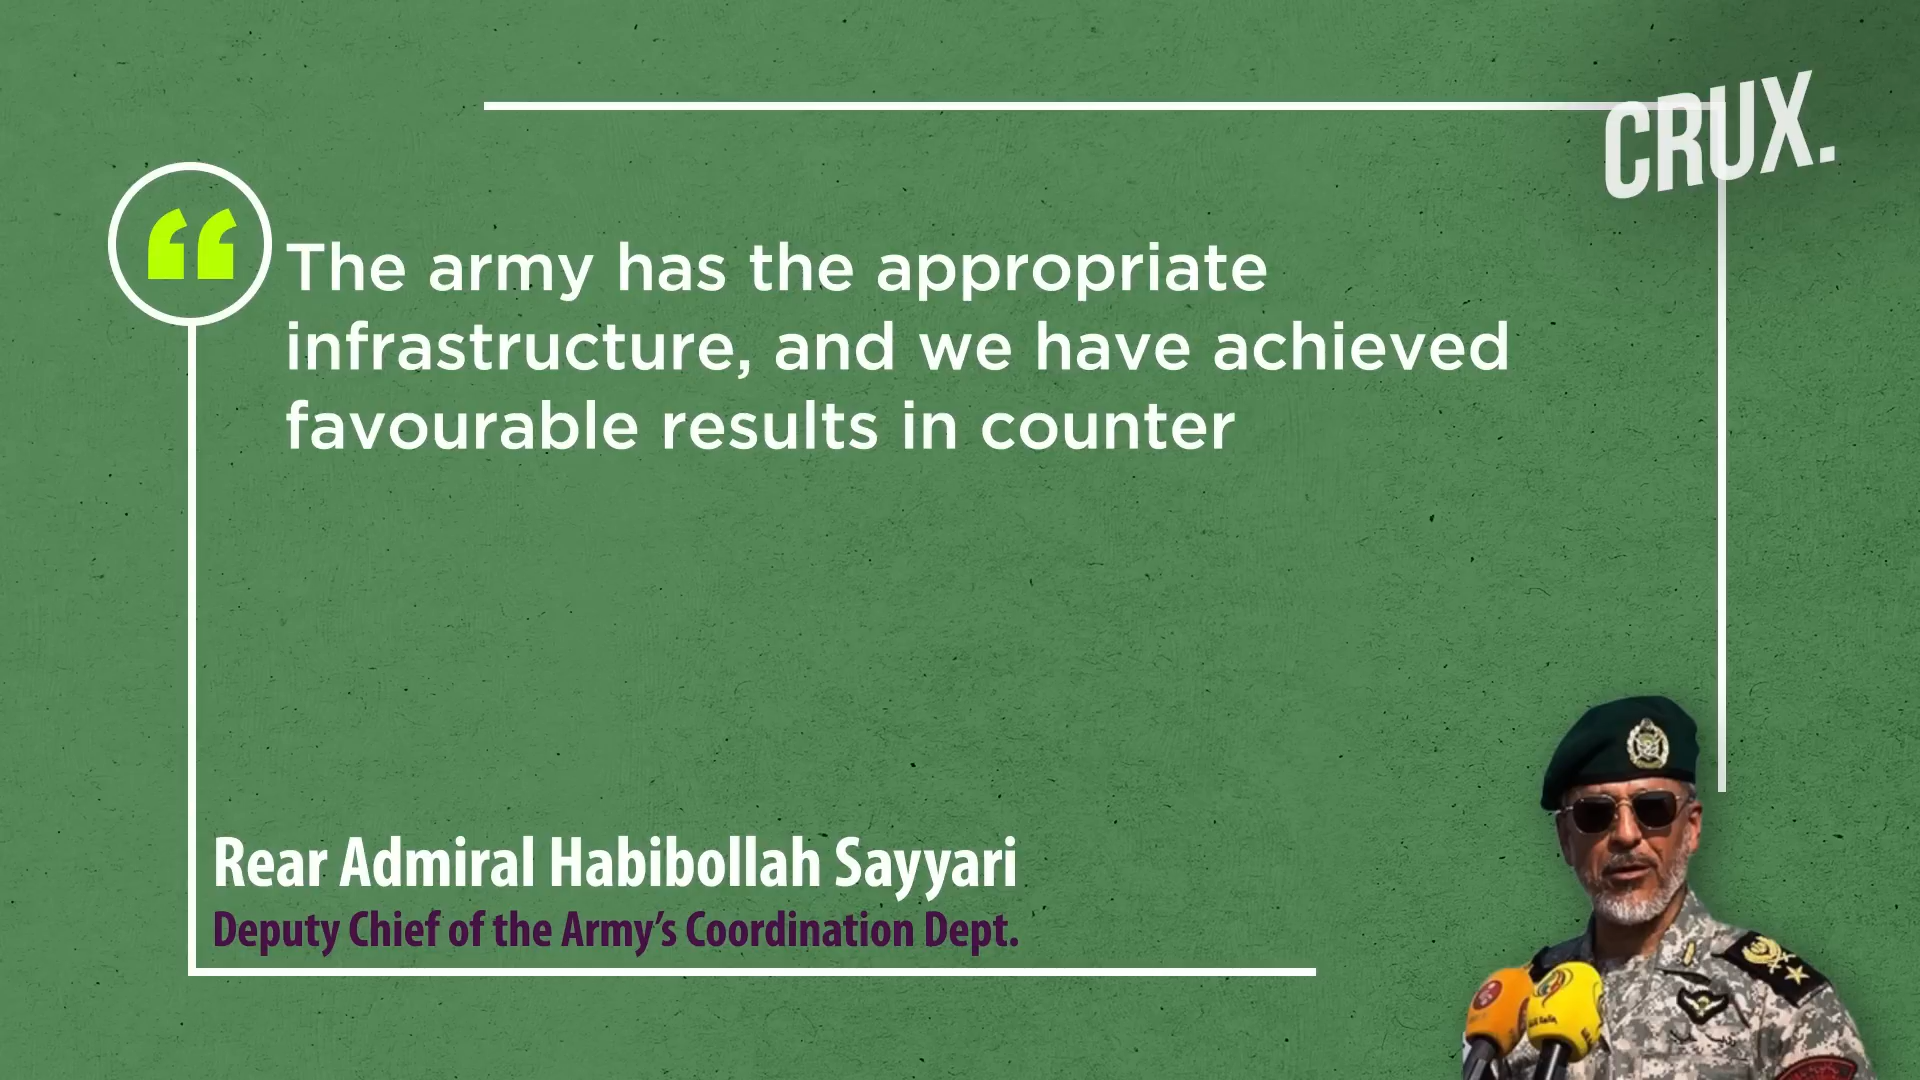 CRUX.
“
The army has the appropriate
infrastructure, and we have achieved
favourable results in counter
Rear Admiral Habibollah Sayyari
Deputy Chief of the Army’s Coordination Dept.